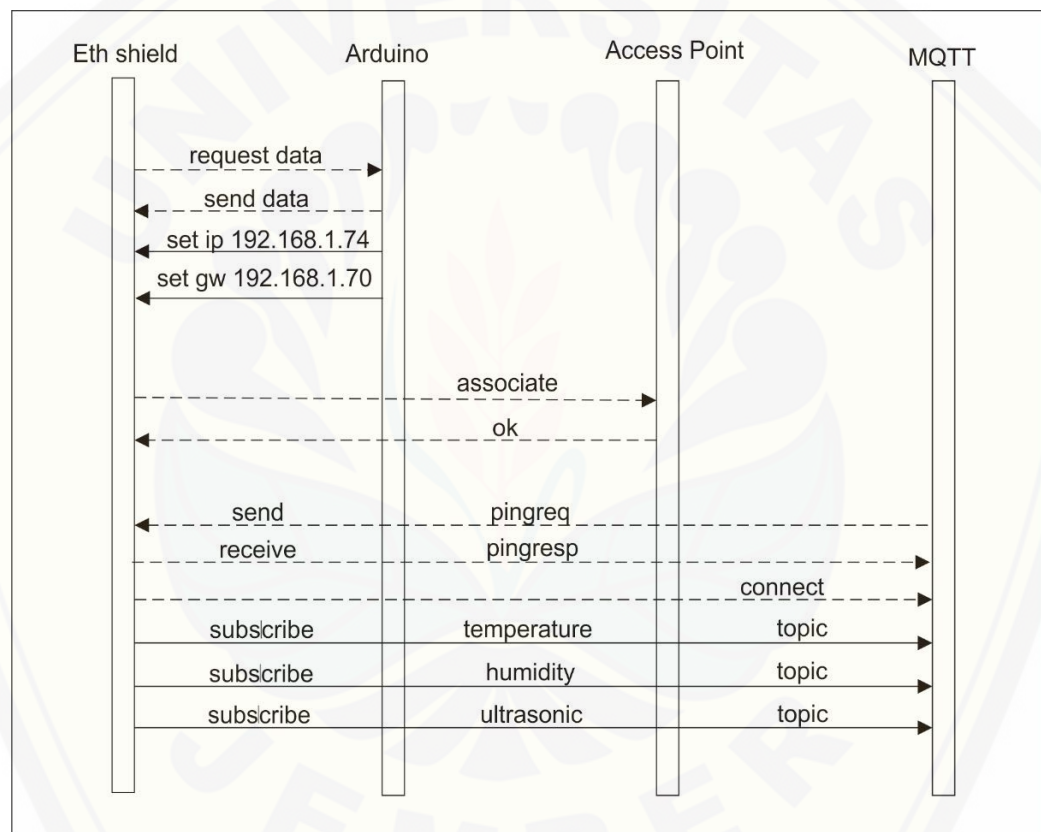 Eth shield Arduino Access Point MQTT
request data
send data
set ip 192.168.1.74
set gw 192.168.1.70
associate
ok
send pingreq
receive pingresp
connect
subscribe temperature topic
subscribe humidity topic
subscribe ultrasonic topic
UNIVERSITAS
JEMBER